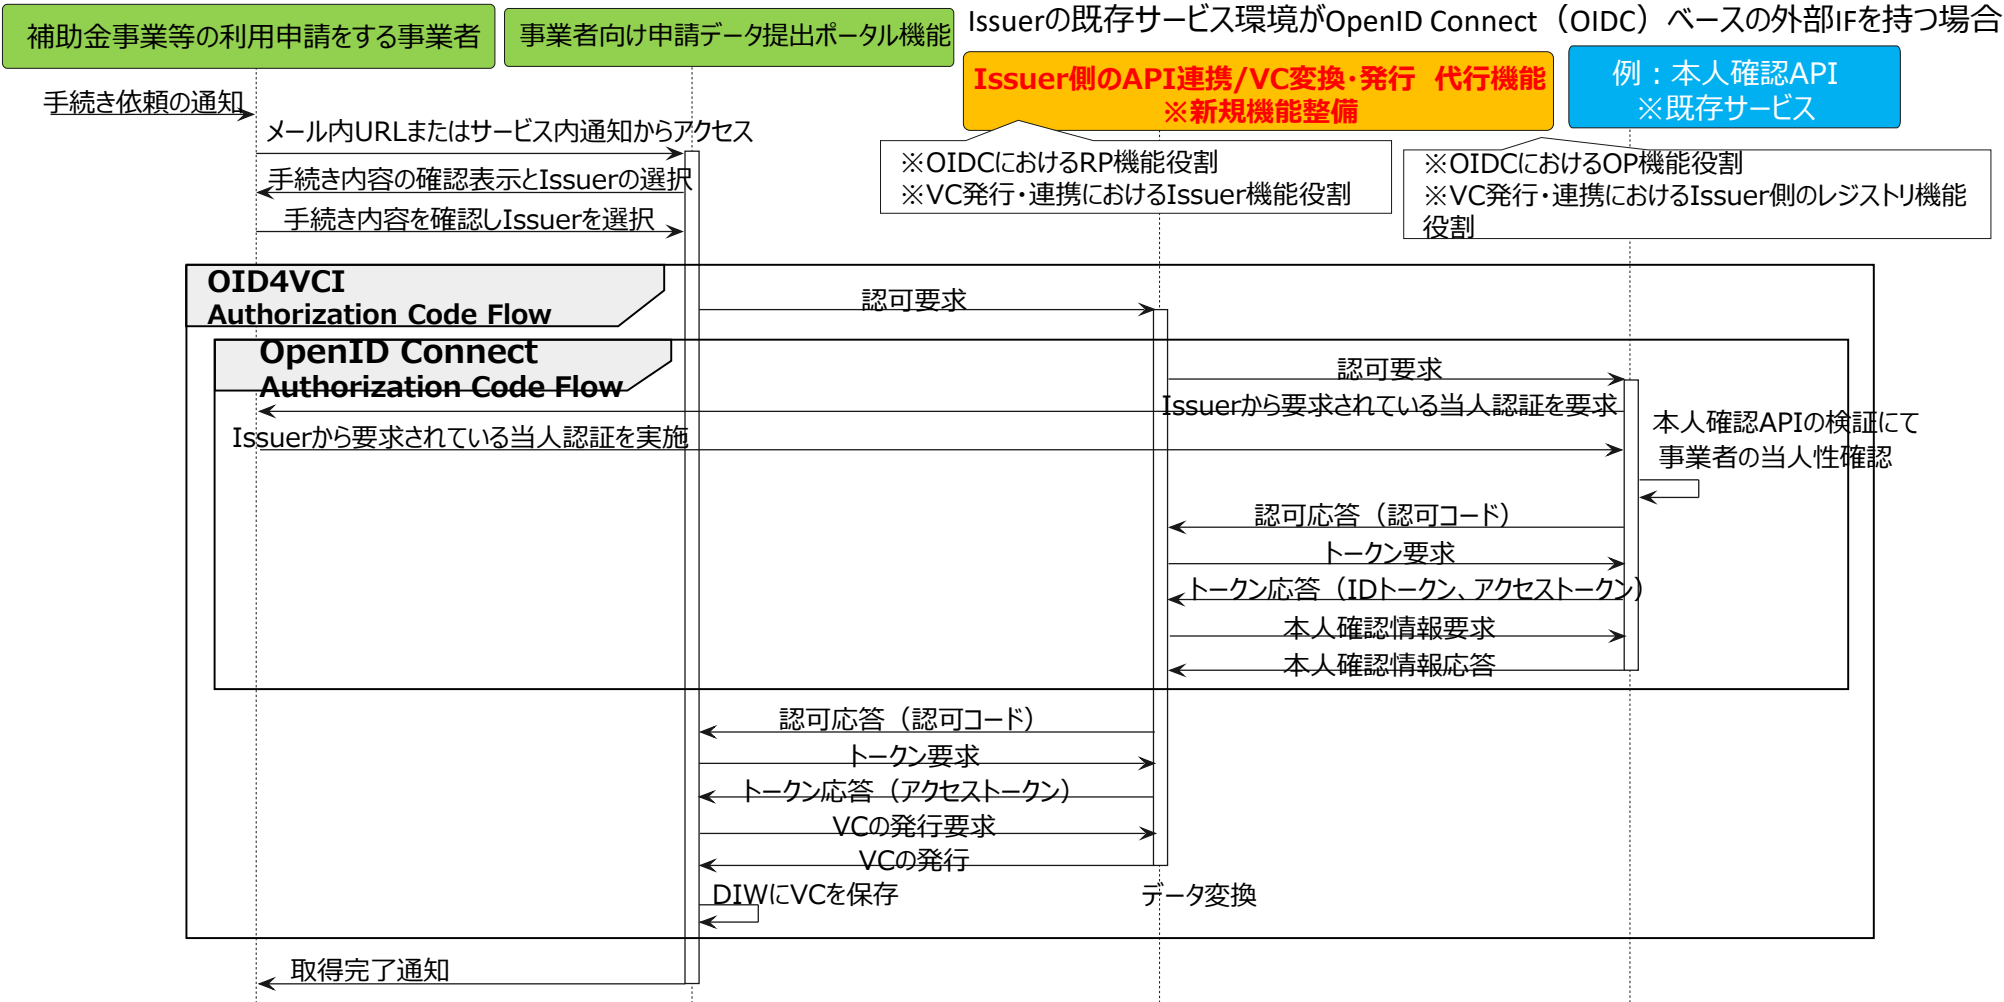 Issuerの既存サービス環境がOpenID Connect（OIDC）ベースの外部IFを持つ場合
補助金事業等の利用申請をする事業者
事業者向け申請データ提出ポータル機能
Issuer側のAPI連携/VC変換・発行　代行機能
※新規機能整備
例：本人確認API
※既存サービス
※OIDCにおけるRP機能役割
※VC発行・連携におけるIssuer機能役割
※OIDCにおけるOP機能役割
※VC発行・連携におけるIssuer側のレジストリ機能
役割
手続き依頼の通知
メール内URLまたはサービス内通知からアクセス
手続き内容の確認表示とIssuerの選択
手続き内容を確認しIssuerを選択
OID4VCI
Authorization Code Flow
認可要求
OpenID Connect
Authorization Code Flow
認可要求
Issuerから要求されている当人認証を要求
Issuerから要求されている当人認証を実施
本人確認APIの検証にて
事業者の当人性確認
認可応答（認可コード）
トークン要求
トークン応答（IDトークン、アクセストークン）
本人確認情報要求
本人確認情報応答
認可応答（認可コード）
トークン要求
トークン応答（アクセストークン）
VCの発行要求
VCの発行
DIWにVCを保存
データ変換
取得完了通知